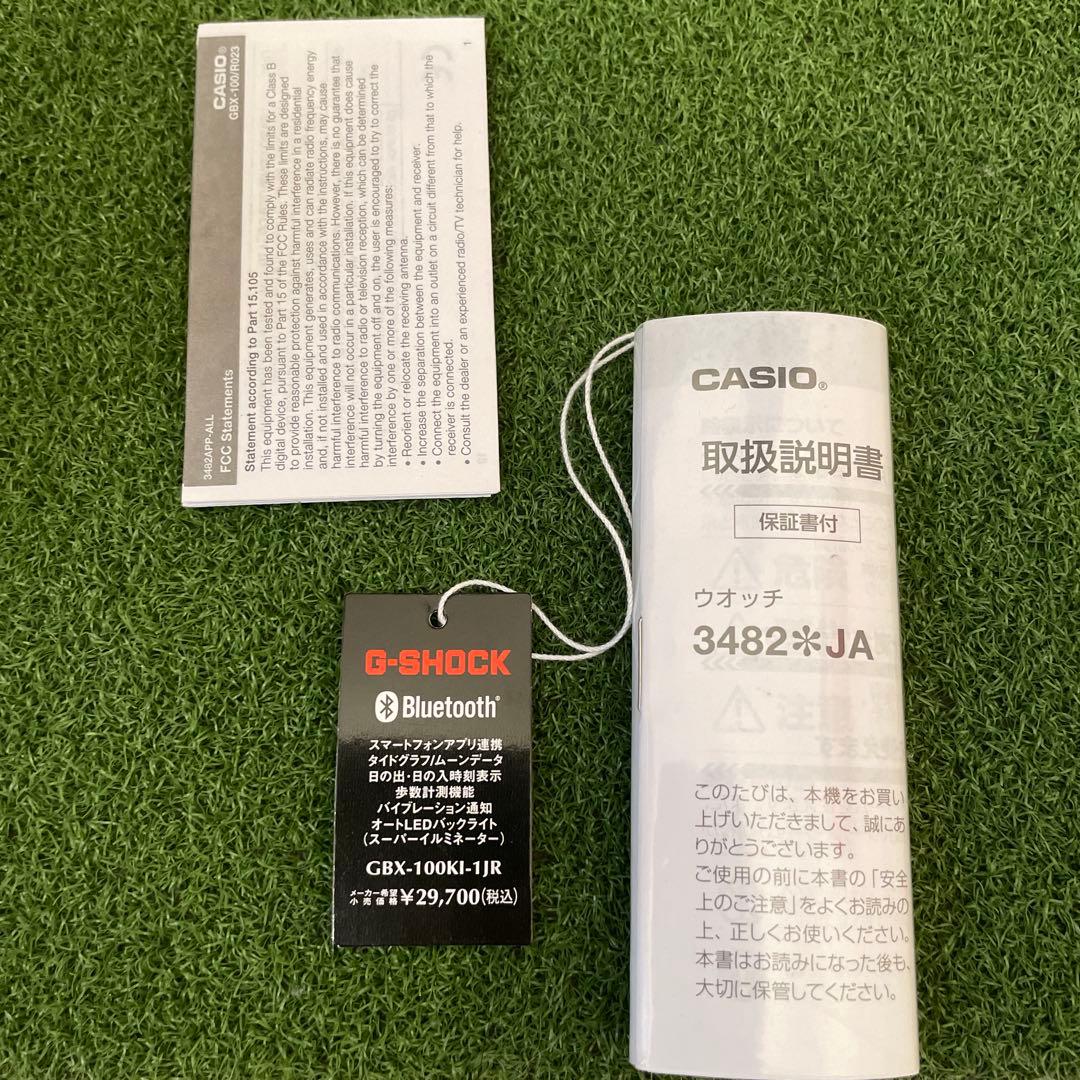 3482APP-ALL
FCC Statements
CASIO®
GBX-100/R023
Statement according to Part 15.105
This equipment has been tested and found to comply with the limits for a Class B
digital device, pursuant to Part 15 of the FCC Rules. These limits are designed
to provide reasonable protection against harmful interference in a residential
installation. This equipment generates, uses and can radiate radio frequency energy
and, if not installed and used in accordance with the instructions, may cause
harmful interference to radio communications. However, there is no guarantee that
interference will not occur in a particular installation. If this equipment does cause
harmful interference to radio or television reception, which can be determined
by turning the equipment off and on, the user is encouraged to try to correct the
interference by one or more of the following measures:
• Reorient or relocate the receiving antenna.
• Increase the separation between the equipment and receiver.
• Connect the equipment into an outlet on a circuit different from that to which the
receiver is connected.
• Consult the dealer or an experienced radio/TV technician for help.
1
G-SHOCK
Bluetooth®
スマートフォンアプリ連携
タイドグラフ/ムーンデータ
日の出・日の入時刻表示
歩数計測機能
バイブレーション通知
オートLEDバックライト
(スーパーイルミネーター)
GBX-100KI-1JR
メーカー希望小売価格 ¥29,700(税込)
CASIO®
取扱説明書
保証書付
ウオッチ
3482＊JA
このたびは、本機をお買い
上げいただきまして、誠にあ
りがとうございます。
ご使用の前に本書の「安全
上のご注意」をよくお読みの
上、正しくお使いください。
本書はお読みになった後も、
大切に保管してください。